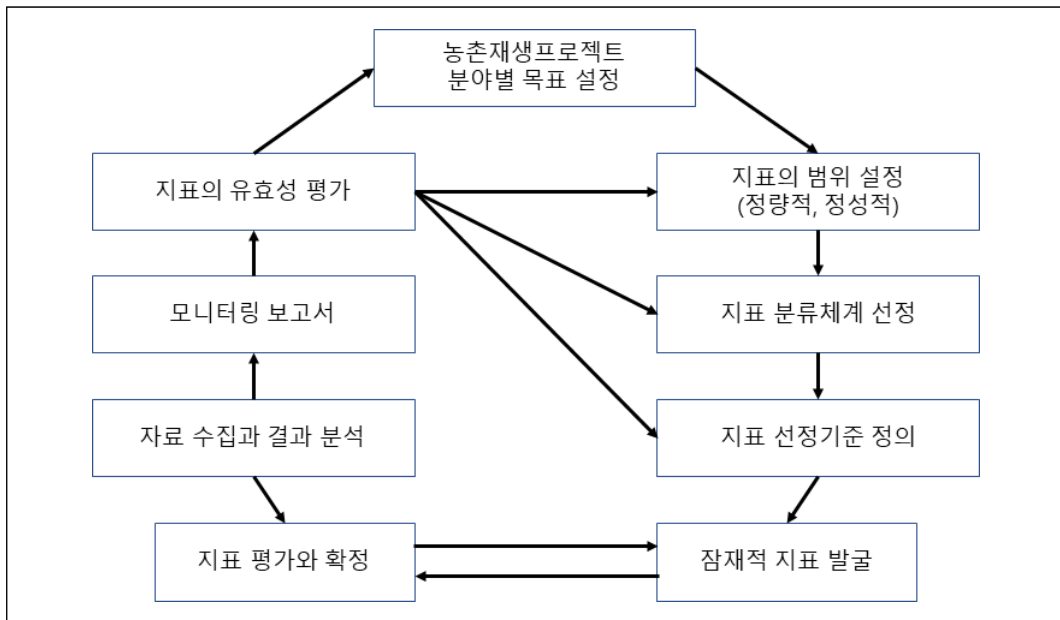 농촌재생프로젝트
분야별 목표 설정
지표의 유효성 평가
지표의 범위 설정
(정량적, 정성적)
모니터링 보고서
지표 분류체계 선정
자료 수집과 결과 분석
지표 선정기준 정의
지표 평가와 확정
잠재적 지표 발굴